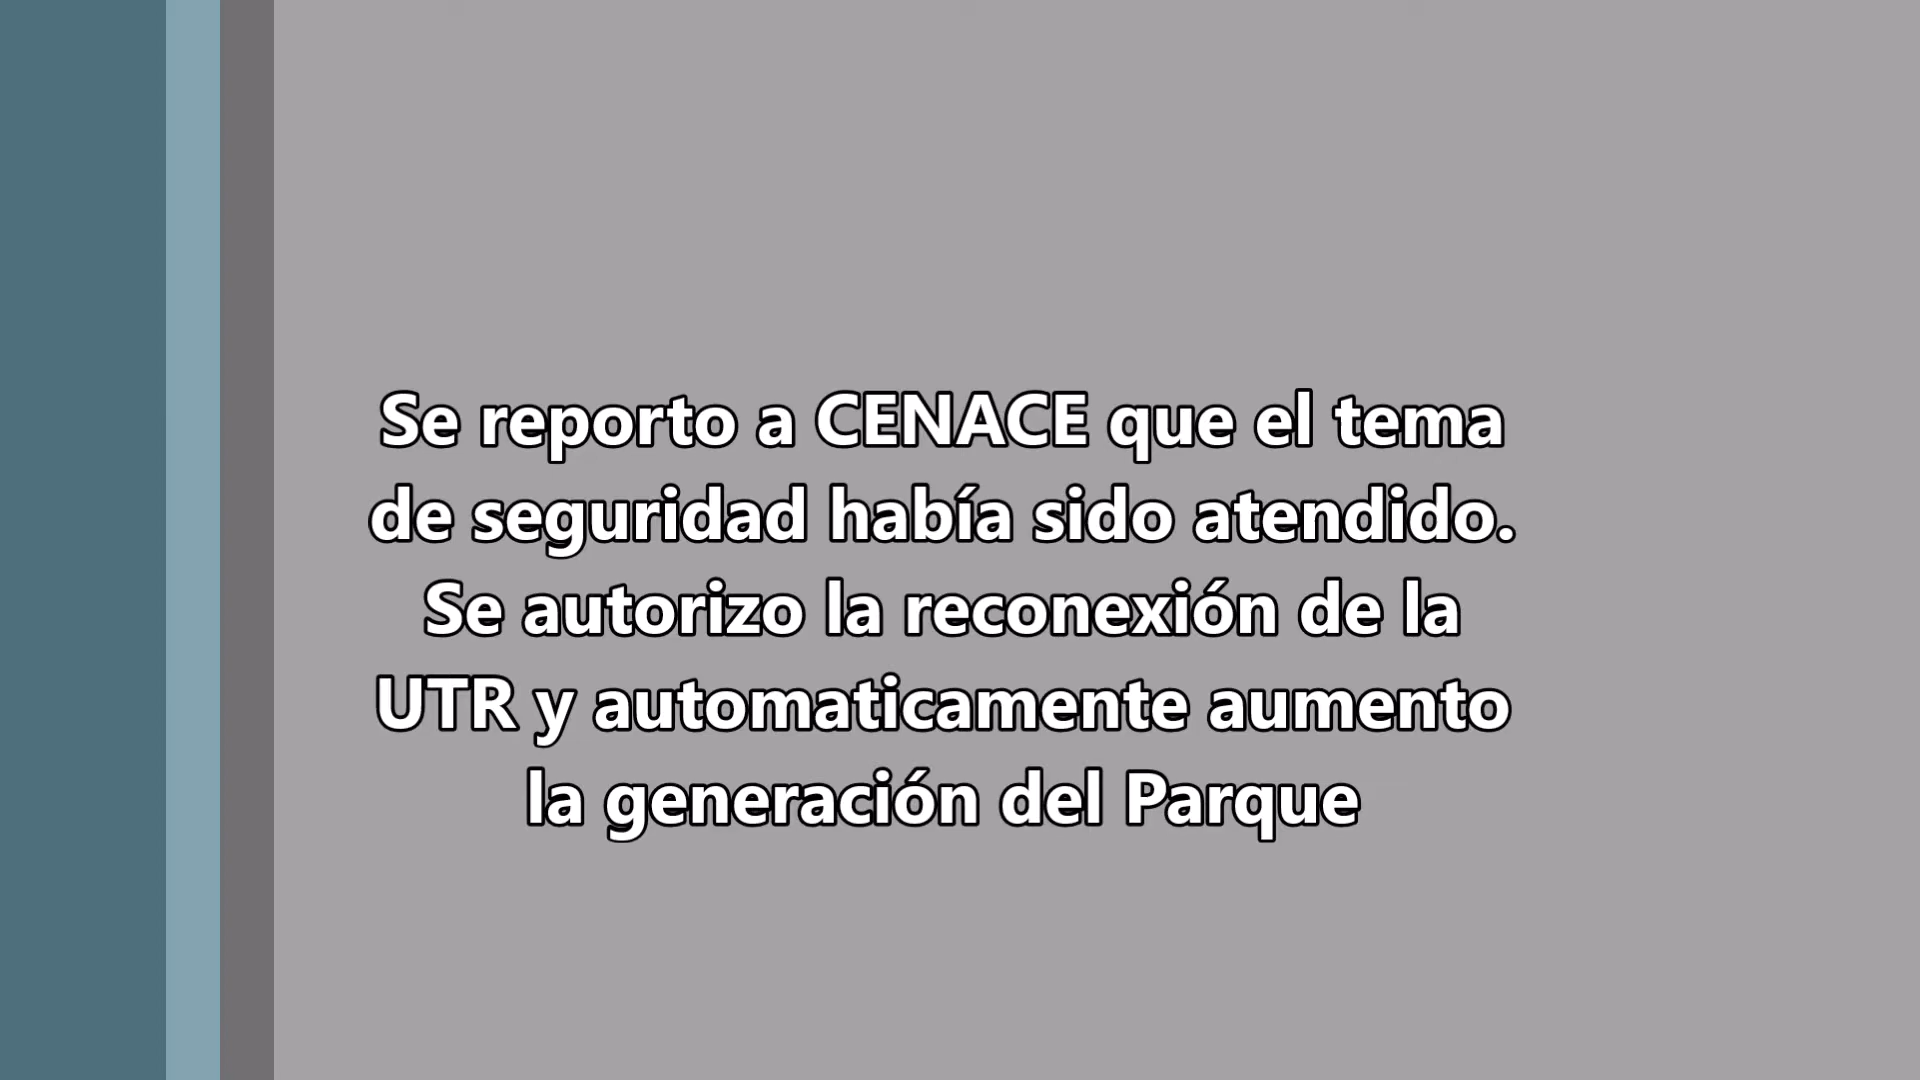 Se reporto a CENACE que el tema
de seguridad había sido atendido.
Se autorizo la reconexión de la
UTR y automaticamente aumento
la generación del Parque